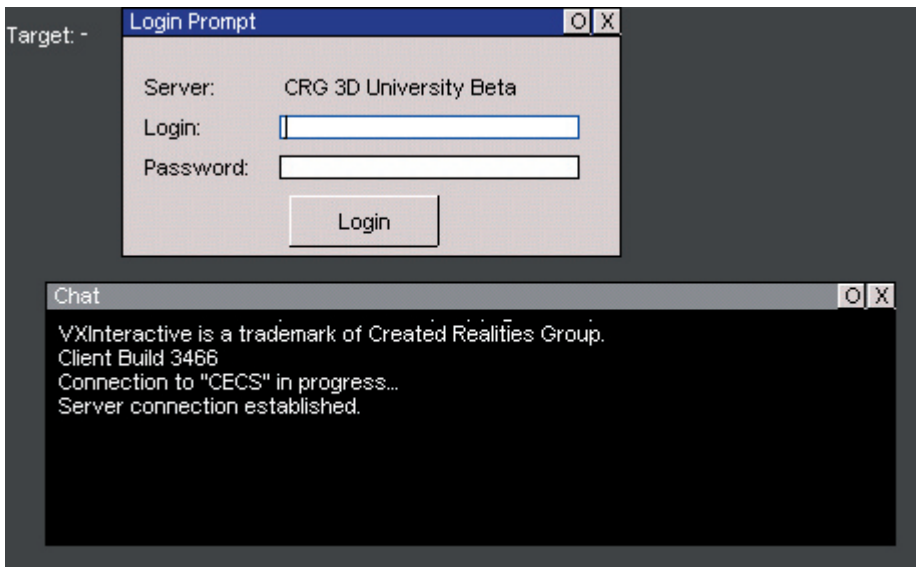 Target: -
Login Prompt O X
Server: CRG 3D University Beta
Login:
Password:
Login
Chat O X
VXInteractive is a trademark of Created Realities Group.
Client Build 3466
Connection to "CECS" in progress...
Server connection established.